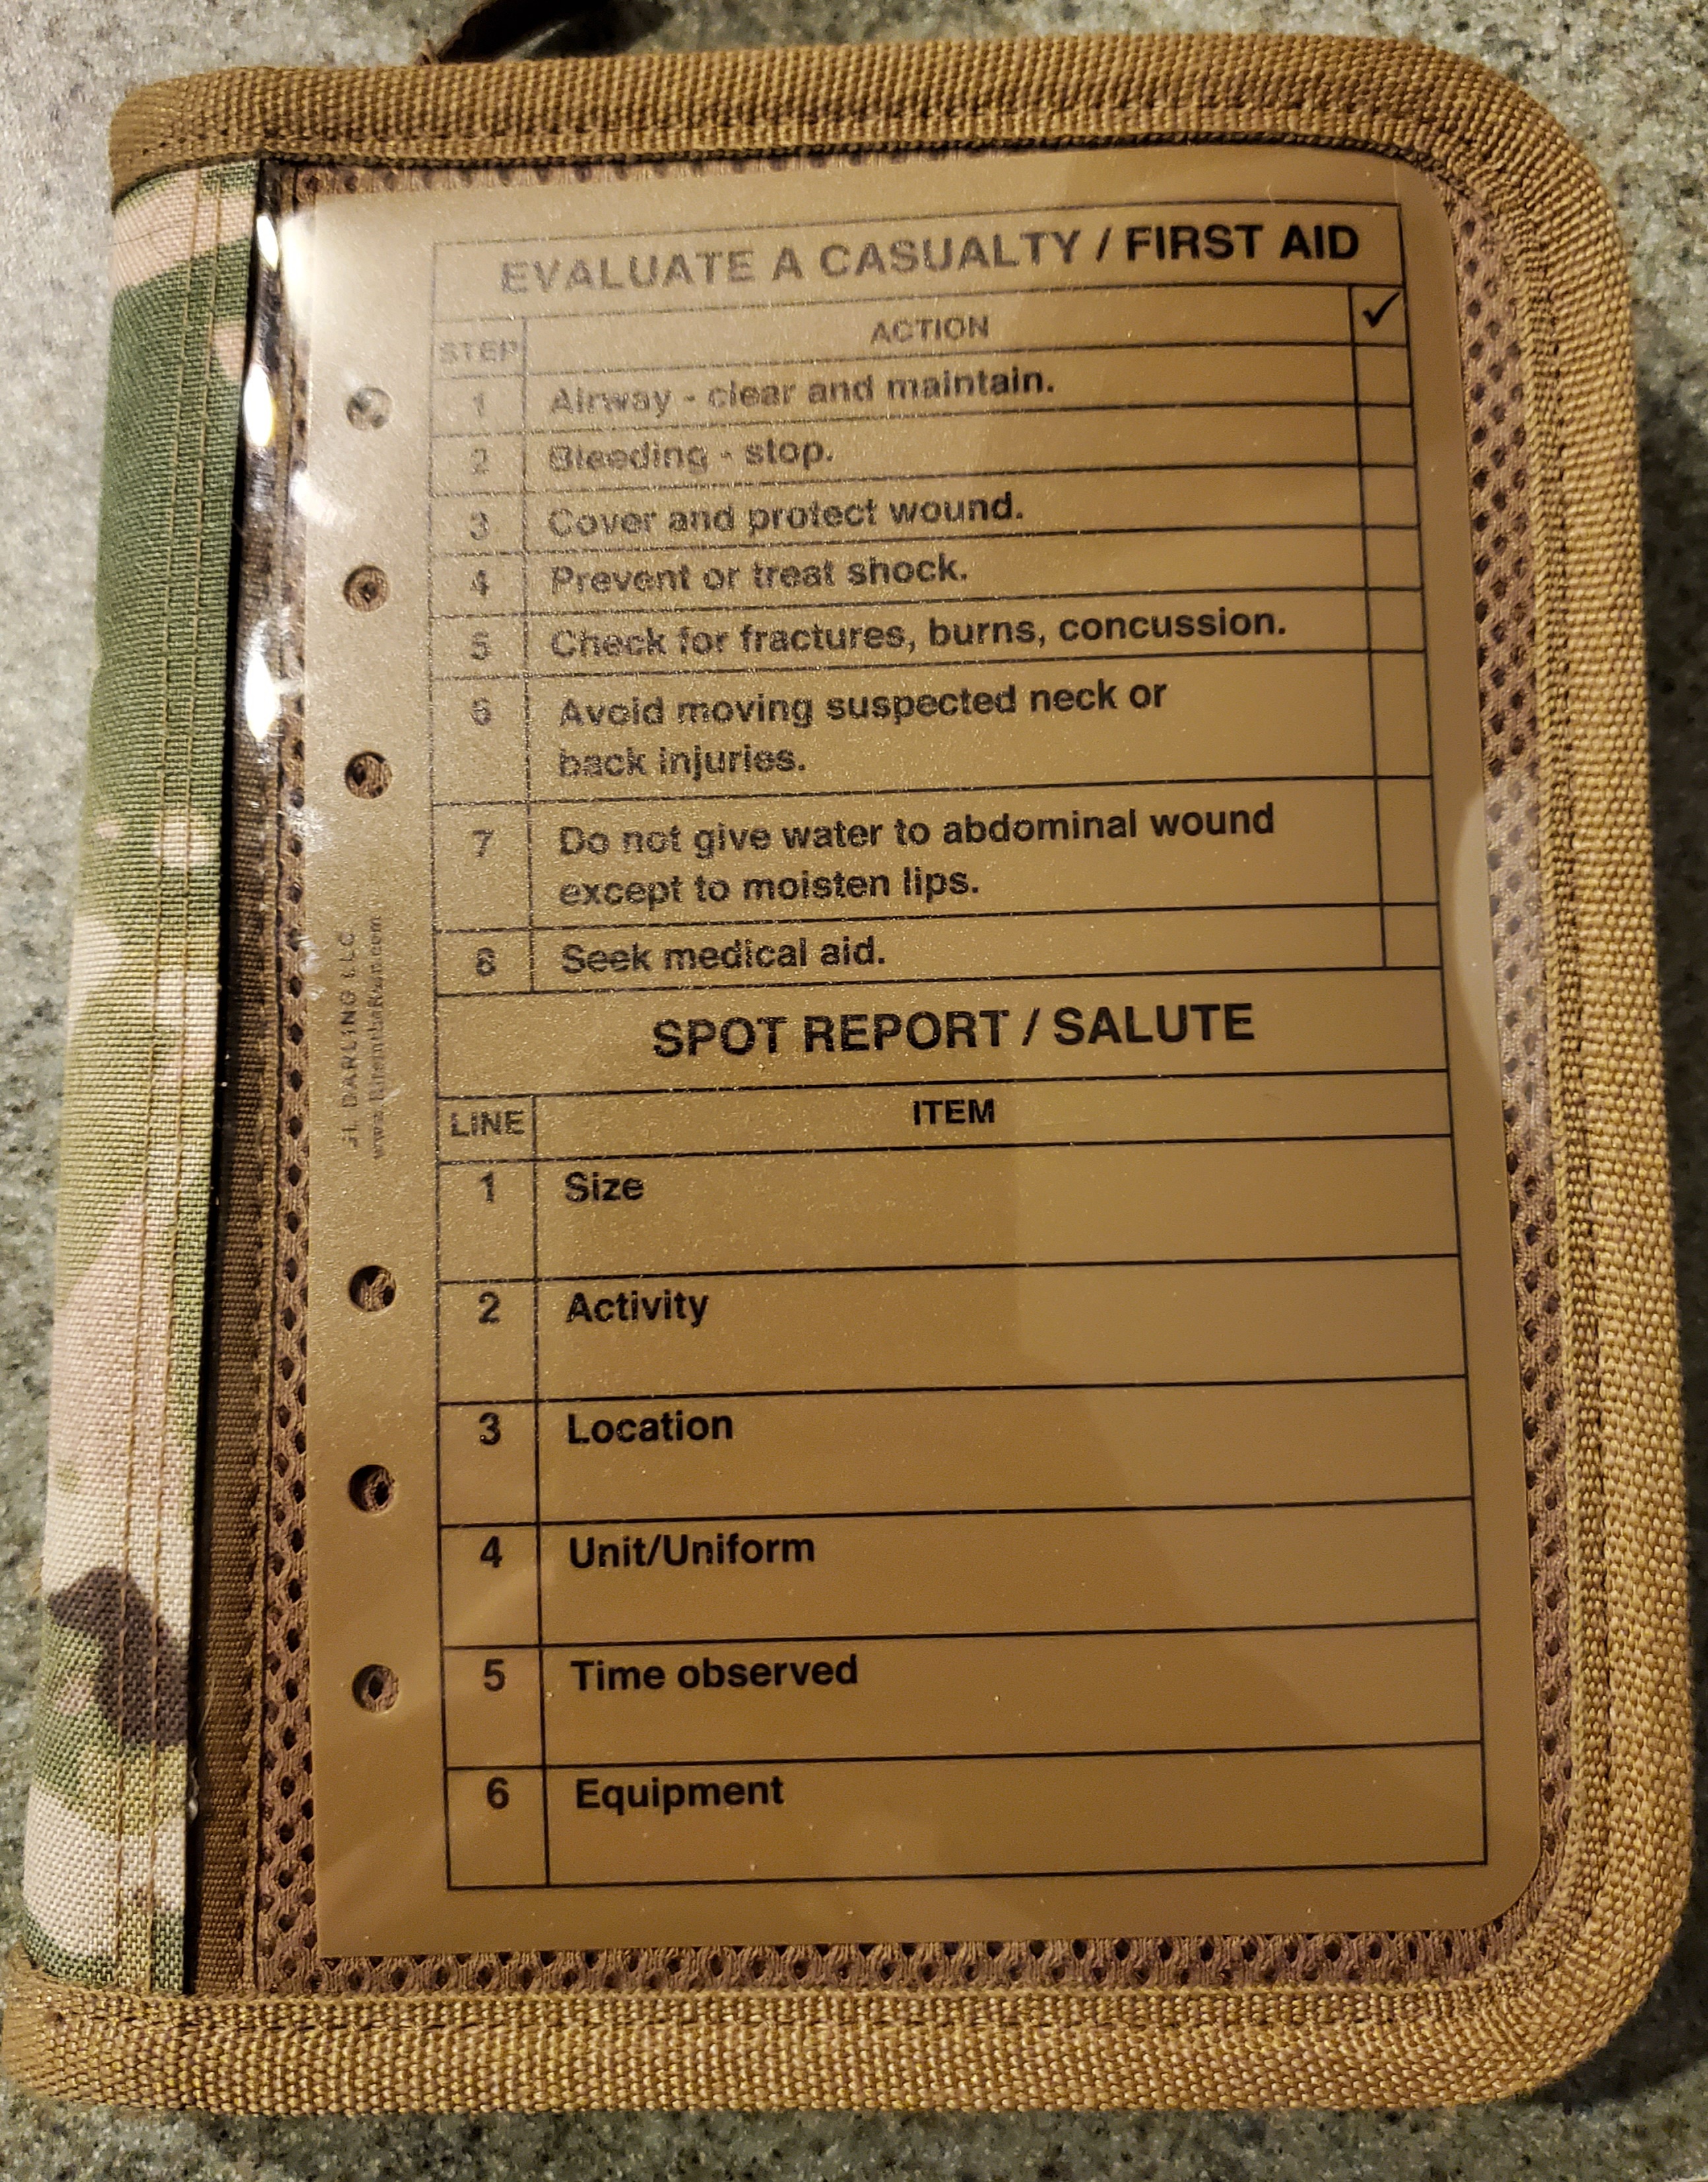 EVALUATE A CASUALTY / FIRST AID
STEP ACTION ✓
1 Airway - clear and maintain.
2 Bleeding - stop.
3 Cover and protect wound.
4 Prevent or treat shock.
5 Check for fractures, burns, concussion.
6 Avoid moving suspected neck or
back injuries.
7 Do not give water to abdominal wound
except to moisten lips.
8 Seek medical aid.
SPOT REPORT / SALUTE
LINE ITEM
1 Size
2 Activity
3 Location
4 Unit/Uniform
5 Time observed
6 Equipment
DARLING LLC